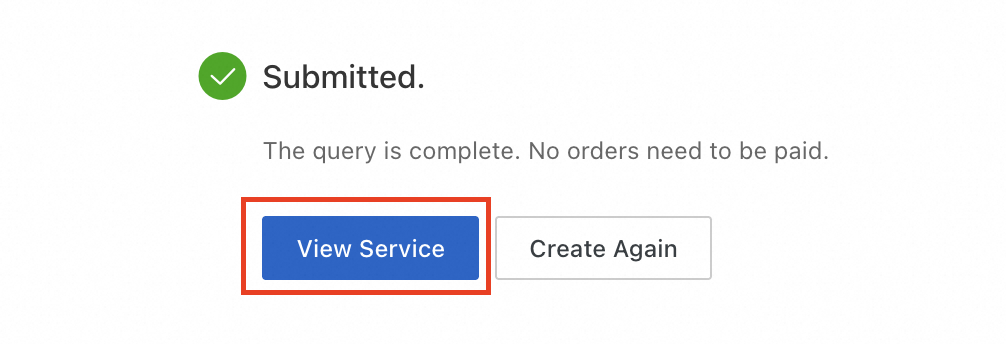 Submitted.
The query is complete. No orders need to be paid.
View Service
Create Again